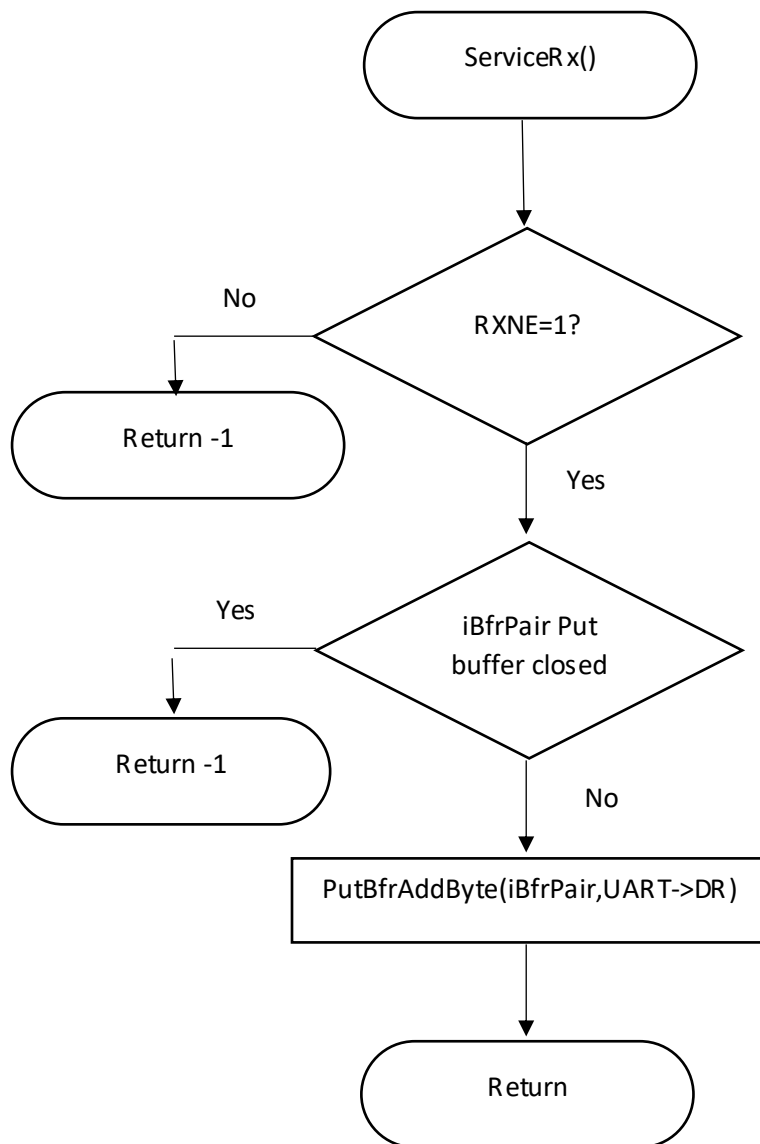 ServiceRx()
RXNE=1?
No
Return -1
Yes
iBfrPair Put
buffer closed
Yes
Return -1
No
PutBfrAddByte(iBfrPair,UART->DR)
Return